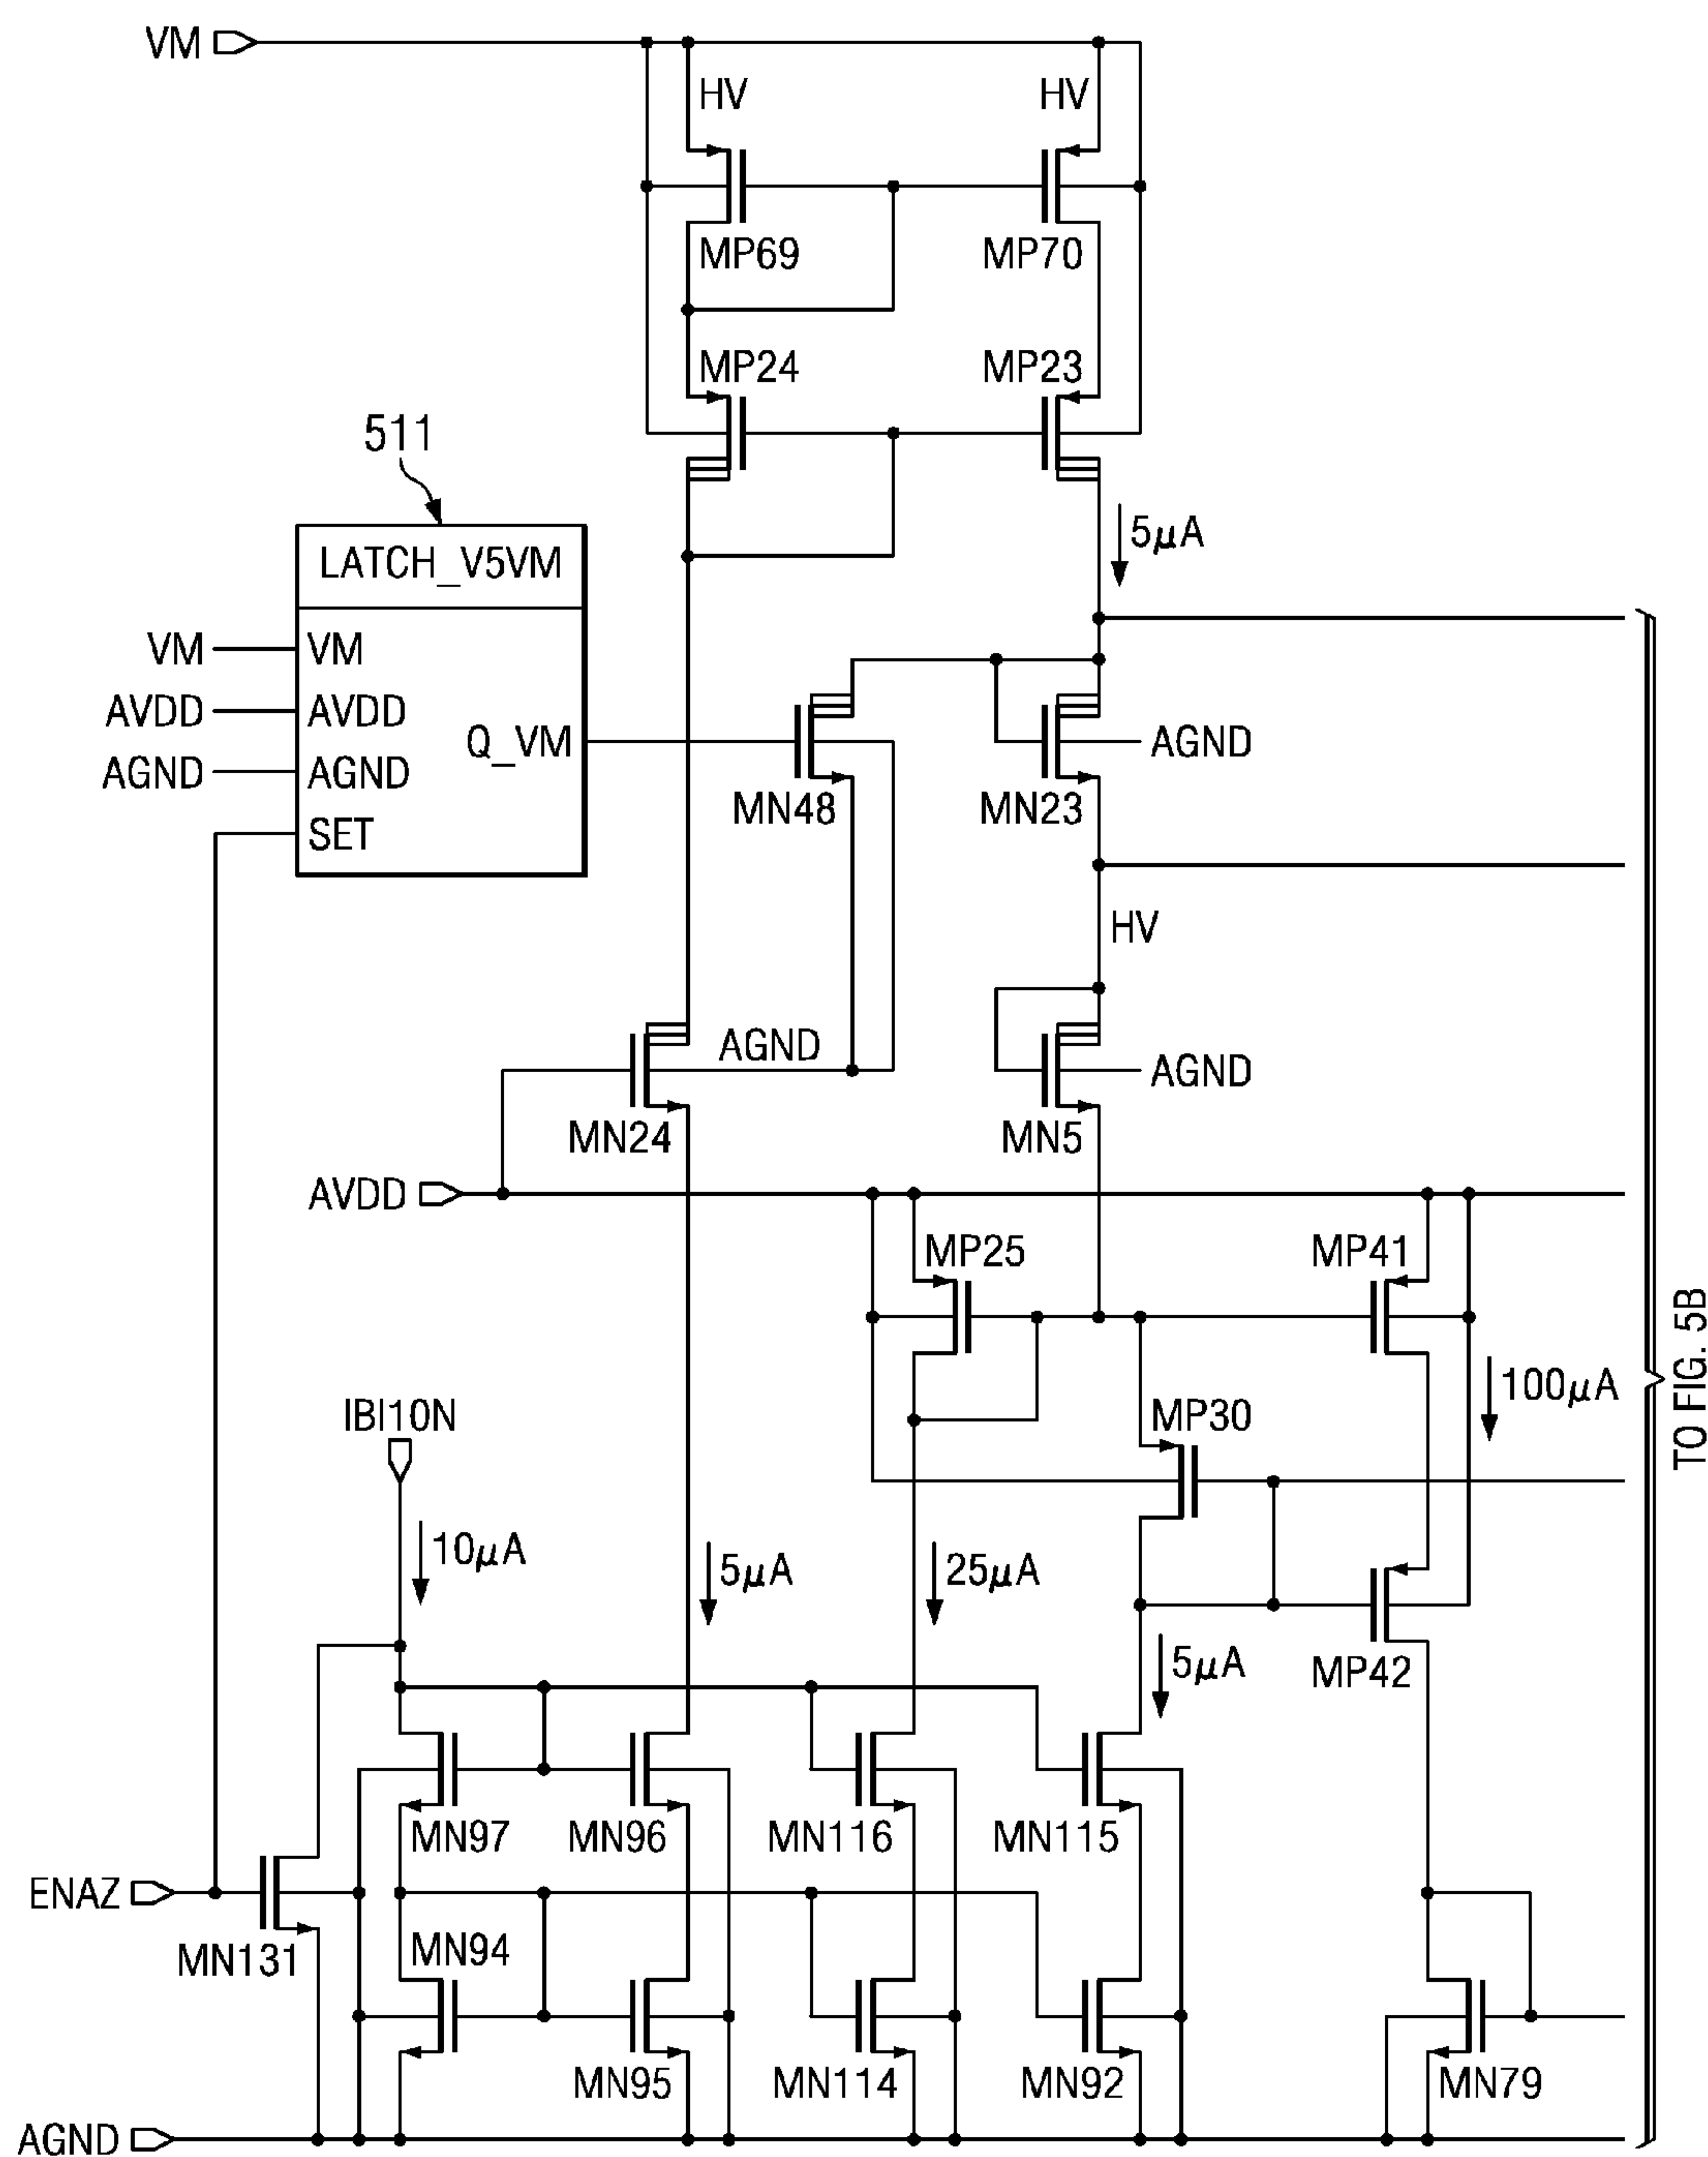 VM
HV
HV
MP69
MP70
MP24
MP23
511
5μA
LATCH_V5VM
VM
VM
AVDD
AVDD
Q_VM
AGND
AGND
AGND
SET
MN48
MN23
HV
AGND
AGND
MN24
MN5
AVDD
MP25
MP41
TO FIG. 5B
100μA
IBI10N
MP30
10μA
5μA
25μA
5μA
MP42
MN97
MN96
MN116
MN115
ENAZ
MN94
MN131
MN95
MN114
MN92
MN79
AGND